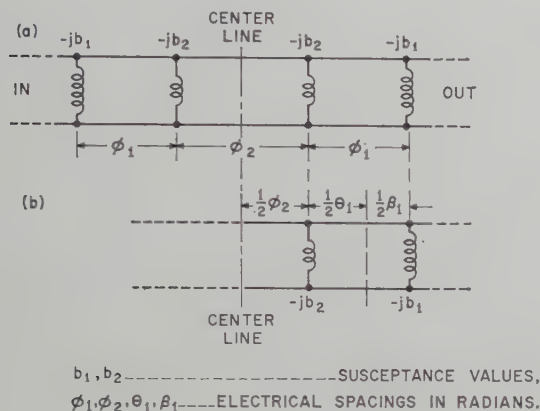 CENTER
LINE
(a)
-jb₁ -jb₂ -jb₂ -jb₁
IN OUT
ϕ₁ ϕ₂ ϕ₁
(b)
½ϕ₂ ½θ₁ ½β₁
-jb₂ -jb₁
CENTER
LINE
b₁, b₂ ------------- SUSCEPTANCE VALUES,
ϕ₁, ϕ₂, θ₁, β₁ ---- ELECTRICAL SPACINGS IN RADIANS.